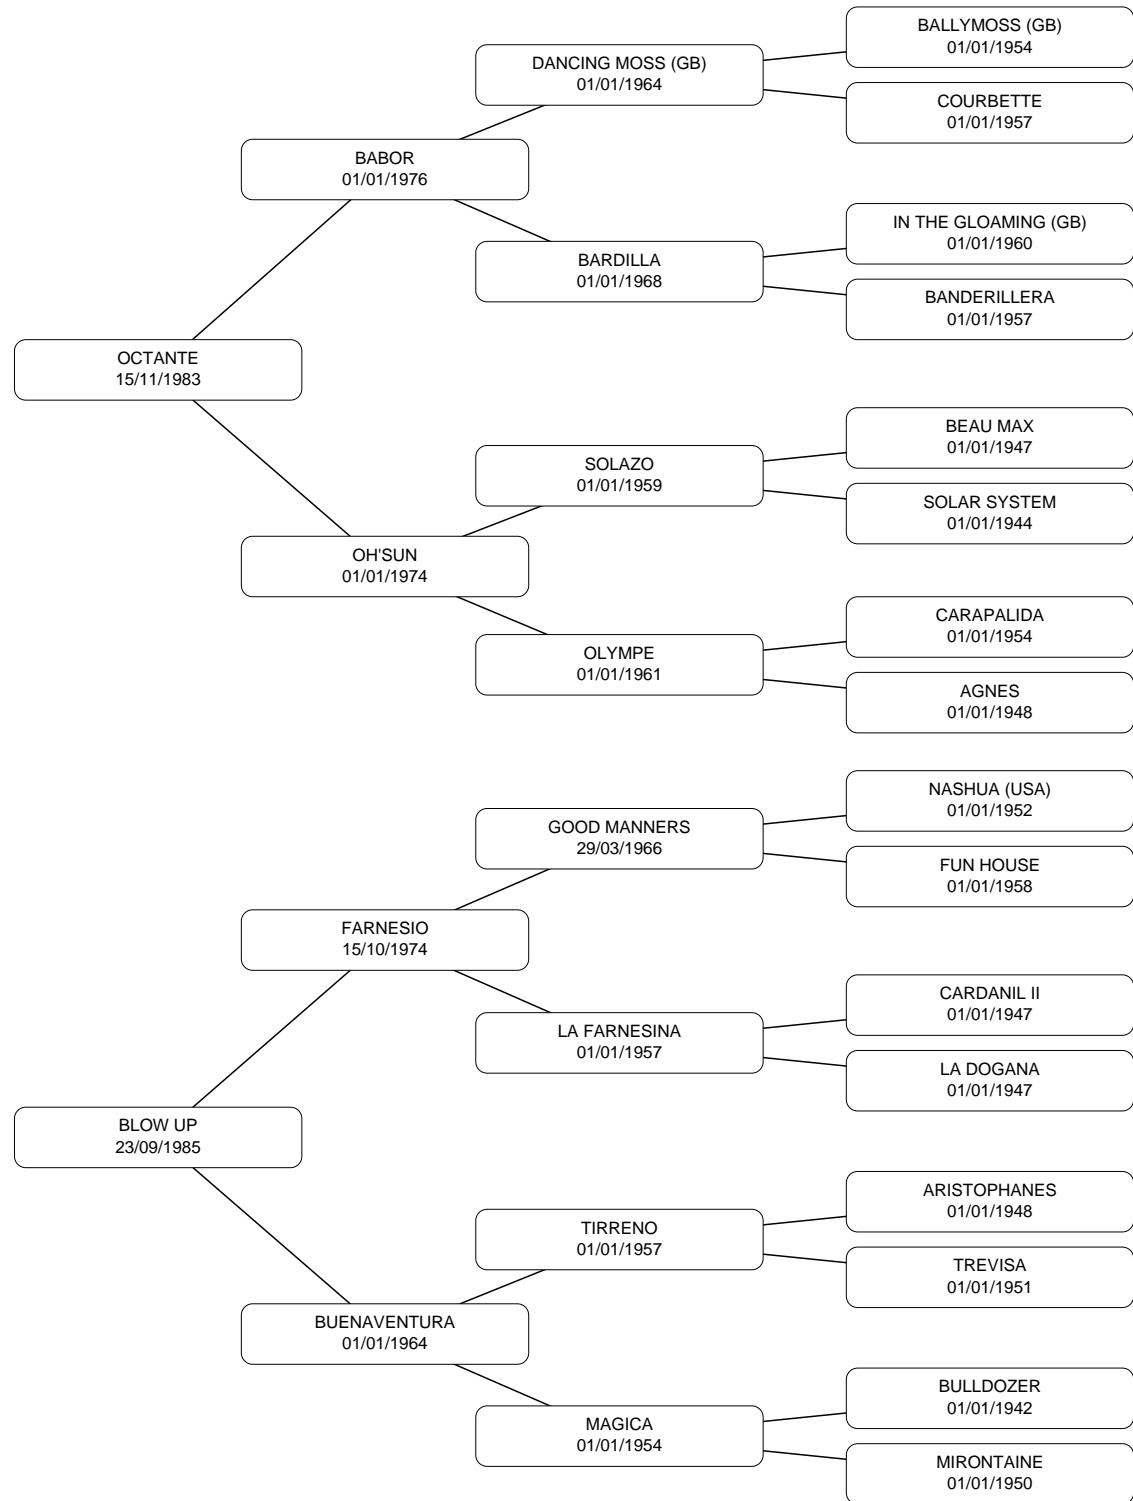 BALLYMOSS (GB)
01/01/1954
DANCING MOSS (GB)
01/01/1964
COURBETTE
01/01/1957
BABOR
01/01/1976
IN THE GLOAMING (GB)
01/01/1960
BARDILLA
01/01/1968
BANDERILLERA
01/01/1957
OCTANTE
15/11/1983
BEAU MAX
01/01/1947
SOLAZO
01/01/1959
SOLAR SYSTEM
01/01/1944
OH'SUN
01/01/1974
CARAPALIDA
01/01/1954
OLYMPE
01/01/1961
AGNES
01/01/1948
NASHUA (USA)
01/01/1952
GOOD MANNERS
29/03/1966
FUN HOUSE
01/01/1958
FARNESIO
15/10/1974
CARDANIL II
01/01/1947
LA FARNESINA
01/01/1957
LA DOGANA
01/01/1947
BLOW UP
23/09/1985
ARISTOPHANES
01/01/1948
TIRRENO
01/01/1957
TREVISA
01/01/1951
BUENAVENTURA
01/01/1964
BULLDOZER
01/01/1942
MAGICA
01/01/1954
MIRONTAINE
01/01/1950